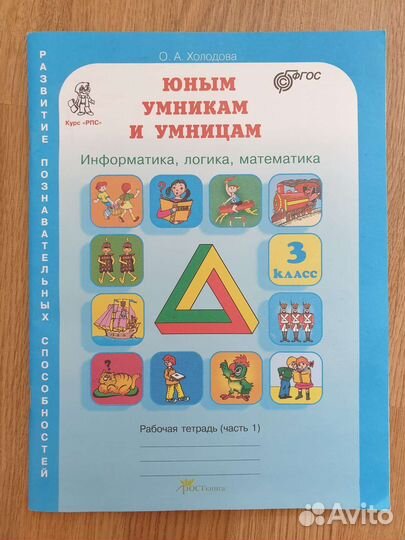 О. А. Холодова
ФГОС
Курс «РПС»
ЮНЫМ
УМНИКАМ
И УМНИЦАМ
Информатика, логика, математика
РАЗВИТИЕ ПОЗНАВАТЕЛЬНЫХ СПОСОБНОСТЕЙ
3
класс
?
Рабочая тетрадь (часть 1)
РОСТкнига
Avito